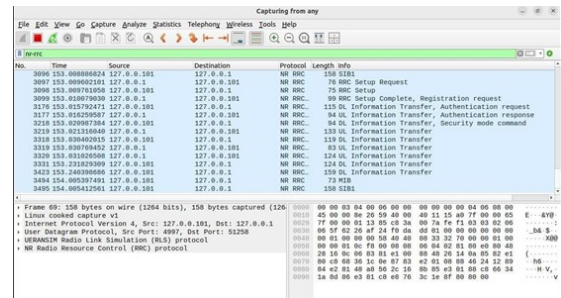 Capturing from any
File Edit View Go Capture Analyze Statistics Telephony Wireless Tools Help
nr-rrc
No. Time Source Destination Protocol Length Info
3096 153.008886824 127.0.0.101 127.0.0.1 NR RRC 158 SIB1
3097 153.009602101 127.0.0.1 127.0.0.101 NR RRC 76 RRC Setup Request
3098 153.009761058 127.0.0.101 127.0.0.1 NR RRC 75 RRC Setup
3099 153.010079030 127.0.0.1 127.0.0.101 NR RRC… 99 RRC Setup Complete, Registration request
3176 153.015792471 127.0.0.101 127.0.0.1 NR RRC… 115 DL Information Transfer, Authentication request
3177 153.016259587 127.0.0.1 127.0.0.101 NR RRC… 94 UL Information Transfer, Authentication response
3218 153.020987384 127.0.0.101 127.0.0.1 NR RRC… 94 DL Information Transfer, Security mode command
3219 153.021316040 127.0.0.1 127.0.0.101 NR RRC… 133 UL Information Transfer
3318 153.030402015 127.0.0.101 127.0.0.1 NR RRC… 119 DL Information Transfer
3319 153.030769452 127.0.0.1 127.0.0.101 NR RRC… 83 UL Information Transfer
3320 153.031026508 127.0.0.1 127.0.0.101 NR RRC… 124 UL Information Transfer
3331 153.231829309 127.0.0.101 127.0.0.1 NR RRC… 124 DL Information Transfer
3423 153.240398686 127.0.0.101 127.0.0.1 NR RRC… 159 DL Information Transfer
3494 154.005397491 127.0.0.101 127.0.0.1 NR RRC 73 MIB
3495 154.005412561 127.0.0.101 127.0.0.1 NR RRC 158 SIB1
Frame 69: 158 bytes on wire (1264 bits), 158 bytes captured (126
Linux cooked capture v1
Internet Protocol Version 4, Src: 127.0.0.101, Dst: 127.0.0.1
User Datagram Protocol, Src Port: 4997, Dst Port: 51258
UERANSIM Radio Link Simulation (RLS) protocol
NR Radio Resource Control (RRC) protocol